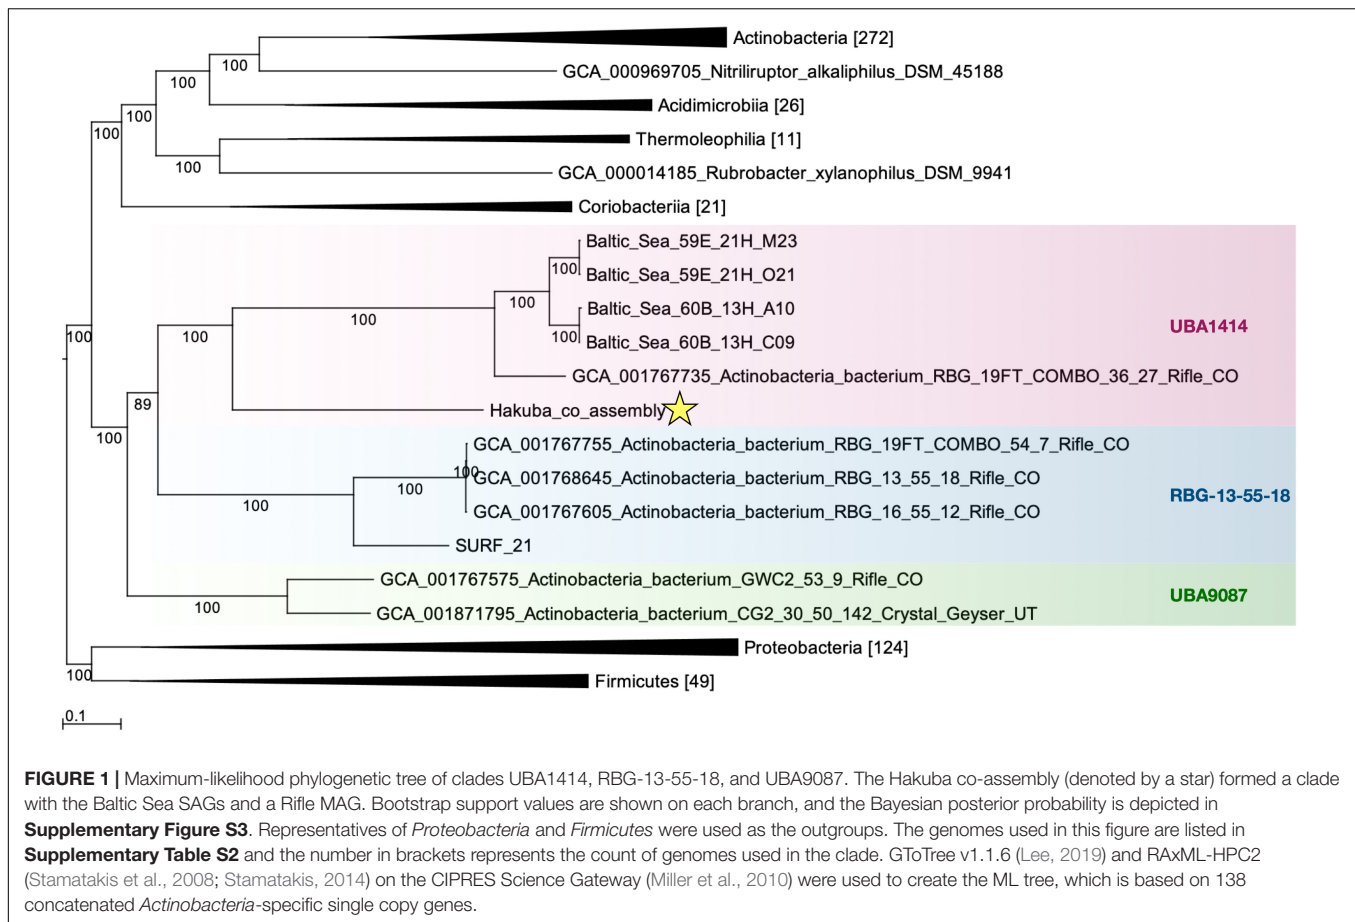 Actinobacteria [272]
100
GCA_000969705_Nitriliruptor_alkaliphilus_DSM_45188
100
Acidimicrobiia [26]
100
100
Thermoleophilia [11]
100
GCA_000014185_Rubrobacter_xylanophilus_DSM_9941
Coriobacteriia [21]
Baltic_Sea_59E_21H_M23
100
Baltic_Sea_59E_21H_O21
100
Baltic_Sea_60B_13H_A10
100
100
100
100
Baltic_Sea_60B_13H_C09
UBA1414
GCA_001767735_Actinobacteria_bacterium_RBG_19FT_COMBO_36_27_Rifle_CO
89
Hakuba_co_assembly
100
GCA_001767755_Actinobacteria_bacterium_RBG_19FT_COMBO_54_7_Rifle_CO
100
GCA_001768645_Actinobacteria_bacterium_RBG_13_55_18_Rifle_CO
100
RBG-13-55-18
100
GCA_001767605_Actinobacteria_bacterium_RBG_16_55_12_Rifle_CO
SURF_21
GCA_001767575_Actinobacteria_bacterium_GWC2_53_9_Rifle_CO
100
UBA9087
GCA_001871795_Actinobacteria_bacterium_CG2_30_50_142_Crystal_Geyser_UT
Proteobacteria [124]
100
Firmicutes [49]
0.1
FIGURE 1 | Maximum-likelihood phylogenetic tree of clades UBA1414, RBG-13-55-18, and UBA9087. The Hakuba co-assembly (denoted by a star) formed a clade
with the Baltic Sea SAGs and a Rifle MAG. Bootstrap support values are shown on each branch, and the Bayesian posterior probability is depicted in
Supplementary Figure S3. Representatives of Proteobacteria and Firmicutes were used as the outgroups. The genomes used in this figure are listed in
Supplementary Table S2 and the number in brackets represents the count of genomes used in the clade. GToTree v1.1.6 (Lee, 2019) and RAxML-HPC2
(Stamatakis et al., 2008; Stamatakis, 2014) on the CIPRES Science Gateway (Miller et al., 2010) were used to create the ML tree, which is based on 138
concatenated Actinobacteria-specific single copy genes.